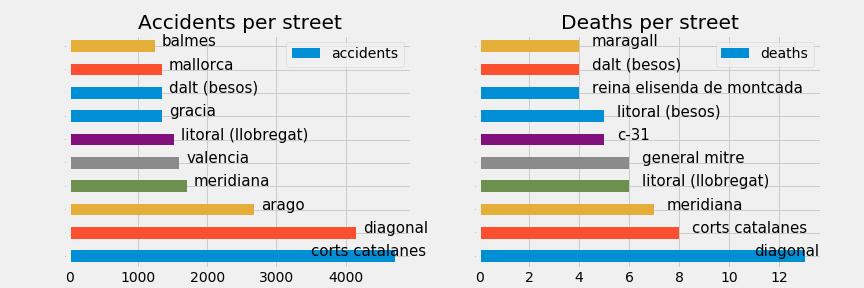 Accidents per street
accidents
balmes
mallorca
dalt (besos)
gracia
litoral (llobregat)
valencia
meridiana
arago
diagonal
corts catalanes
0 1000 2000 3000 4000
Deaths per street
deaths
maragall
dalt (besos)
reina elisenda de montcada
litoral (besos)
c-31
general mitre
litoral (llobregat)
meridiana
corts catalanes
diagonal
0 2 4 6 8 10 12